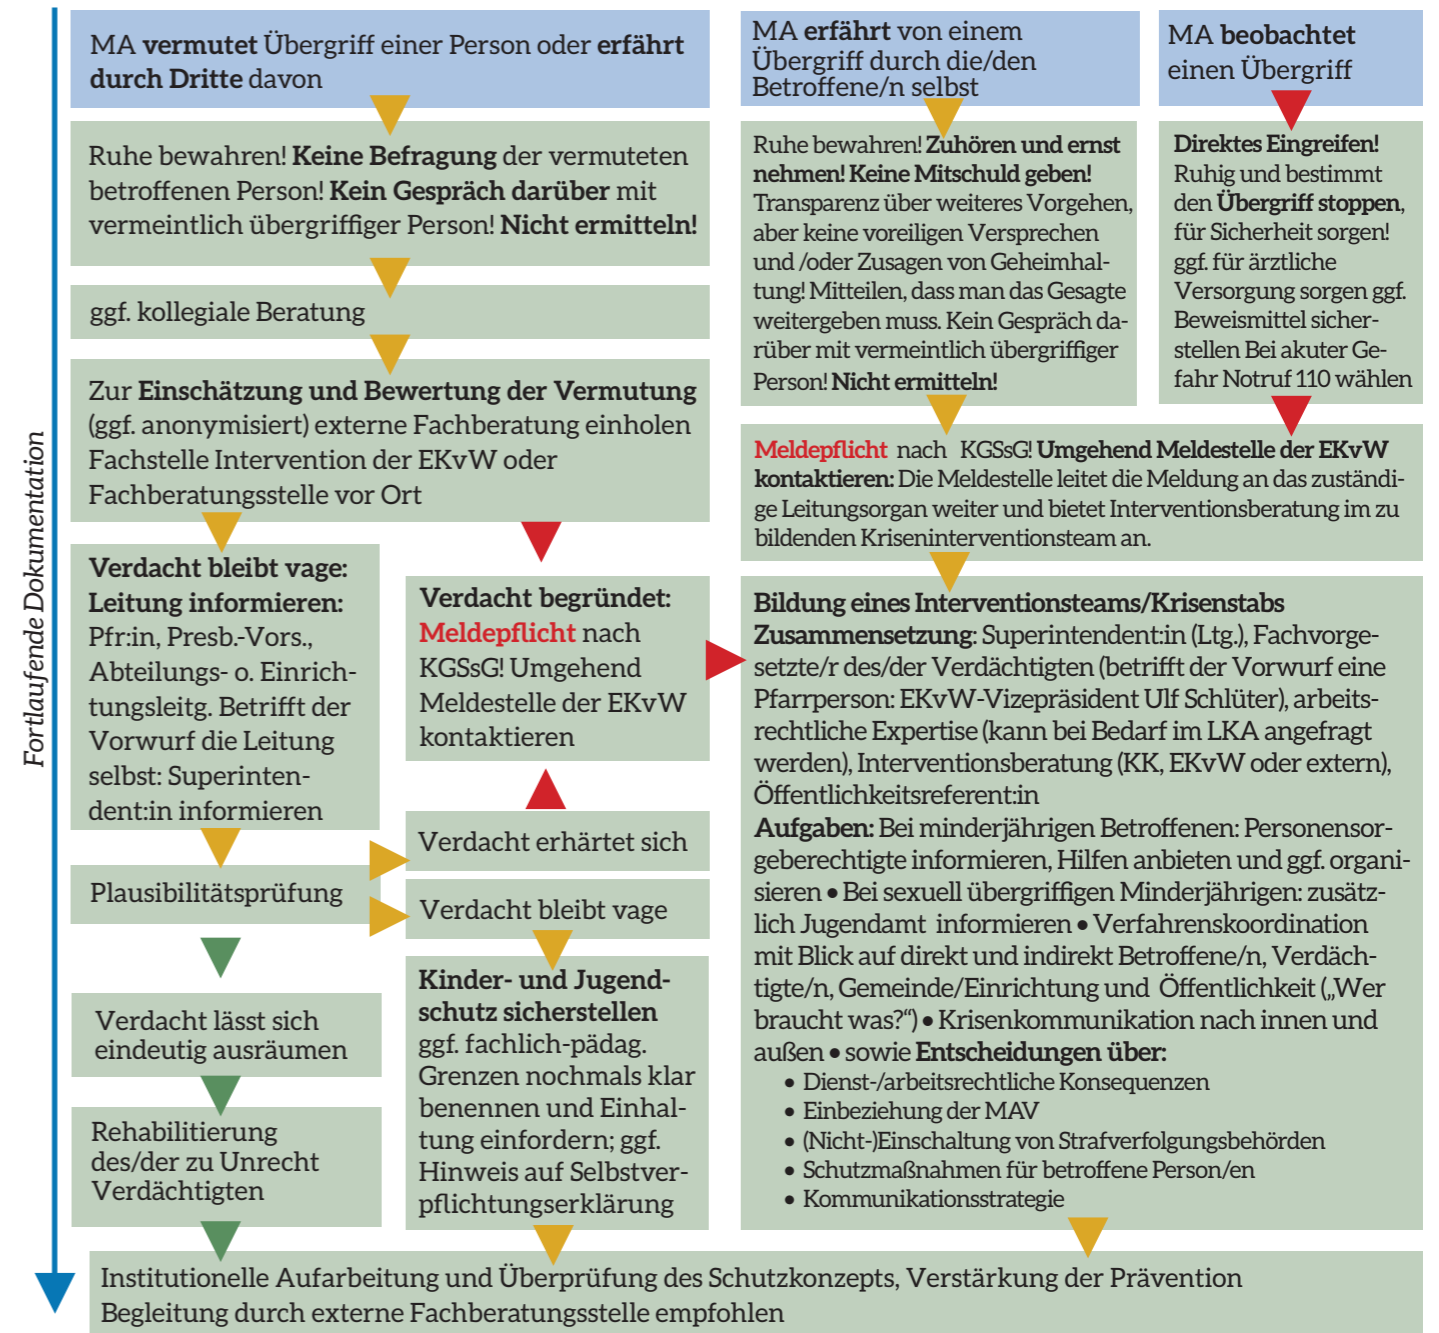 Fortlaufende Dokumentation
MA vermutet Übergriff einer Person oder erfährt
durch Dritte davon
Ruhe bewahren! Keine Befragung der vermuteten
betroffenen Person! Kein Gespräch darüber mit
vermeintlich übergriffiger Person! Nicht ermitteln!
ggf. kollegiale Beratung
Zur Einschätzung und Bewertung der Vermutung
(ggf. anonymisiert) externe Fachberatung einholen
Fachstelle Intervention der EKvW oder
Fachberatungsstelle vor Ort
Verdacht bleibt vage:
Leitung informieren:
Pfr:in, Presb.-Vors.,
Abteilungs- o. Einrich-
tungsleitg. Betrifft der
Vorwurf die Leitung
selbst: Superinten-
dent:in informieren
Plausibilitätsprüfung
Verdacht lässt sich
eindeutig ausräumen
Rehabilitierung
des/der zu Unrecht
Verdächtigten
Verdacht begründet:
Meldepflicht nach
KGSsG! Umgehend
Meldestelle der EKvW
kontaktieren
Verdacht erhärtet sich
Verdacht bleibt vage
Kinder- und Jugend-
schutz sicherstellen
ggf. fachlich-pädag.
Grenzen nochmals klar
benennen und Einhal-
tung einfordern; ggf.
Hinweis auf Selbstver-
pflichtungserklärung
MA erfährt von einem
Übergriff durch die/den
Betroffene/n selbst
Ruhe bewahren! Zuhören und ernst
nehmen! Keine Mitschuld geben!
Transparenz über weiteres Vorgehen,
aber keine voreiligen Versprechen
und /oder Zusagen von Geheimhal-
tung! Mitteilen, dass man das Gesagte
weitergeben muss. Kein Gespräch da-
rüber mit vermeintlich übergriffiger
Person! Nicht ermitteln!
MA beobachtet
einen Übergriff
Direktes Eingreifen!
Ruhig und bestimmt
den Übergriff stoppen,
für Sicherheit sorgen!
ggf. für ärztliche
Versorgung sorgen ggf.
Beweismittel sicher-
stellen Bei akuter Ge-
fahr Notruf 110 wählen
Meldepflicht nach KGSsG! Umgehend Meldestelle der EKvW
kontaktieren: Die Meldestelle leitet die Meldung an das zuständi-
ge Leitungsorgan weiter und bietet Interventionsberatung im zu
bildenden Kriseninterventionsteam an.
Bildung eines Interventionsteams/Krisenstabs
Zusammensetzung: Superintendent:in (Ltg.), Fachvorge-
setzte/r des/der Verdächtigten (betrifft der Vorwurf eine
Pfarrperson: EKvW-Vizepräsident Ulf Schlüter), arbeits-
rechtliche Expertise (kann bei Bedarf im LKA angefragt
werden), Interventionsberatung (KK, EKvW oder extern),
Öffentlichkeitsreferent:in
Aufgaben: Bei minderjährigen Betroffenen: Personensor-
geberechtigte informieren, Hilfen anbieten und ggf. organi-
sieren • Bei sexuell übergriffigen Minderjährigen: zusätz-
lich Jugendamt informieren • Verfahrenskoordination
mit Blick auf direkt und indirekt Betroffene/n, Verdäch-
tigte/n, Gemeinde/Einrichtung und Öffentlichkeit („Wer
braucht was?“) • Krisenkommunikation nach innen und
außen • sowie Entscheidungen über:
• Dienst-/arbeitsrechtliche Konsequenzen
• Einbeziehung der MAV
• (Nicht-)Einschaltung von Strafverfolgungsbehörden
• Schutzmaßnahmen für betroffene Person/en
• Kommunikationsstrategie
Institutionelle Aufarbeitung und Überprüfung des Schutzkonzepts, Verstärkung der Prävention
Begleitung durch externe Fachberatungsstelle empfohlen